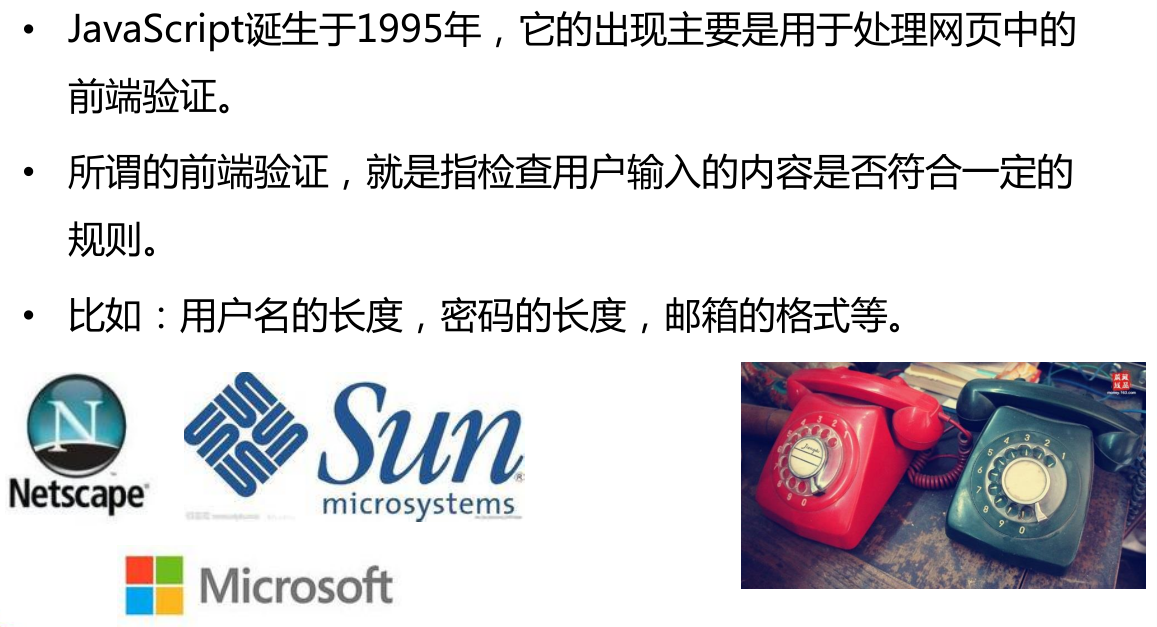 • JavaScript诞生于1995年，它的出现主要是用于处理网页中的
前端验证。
• 所谓的前端验证，就是指检查用户输入的内容是否符合一定的
规则。
• 比如：用户名的长度，密码的长度，邮箱的格式等。
N
Netscape
Sun
microsystems
Microsoft